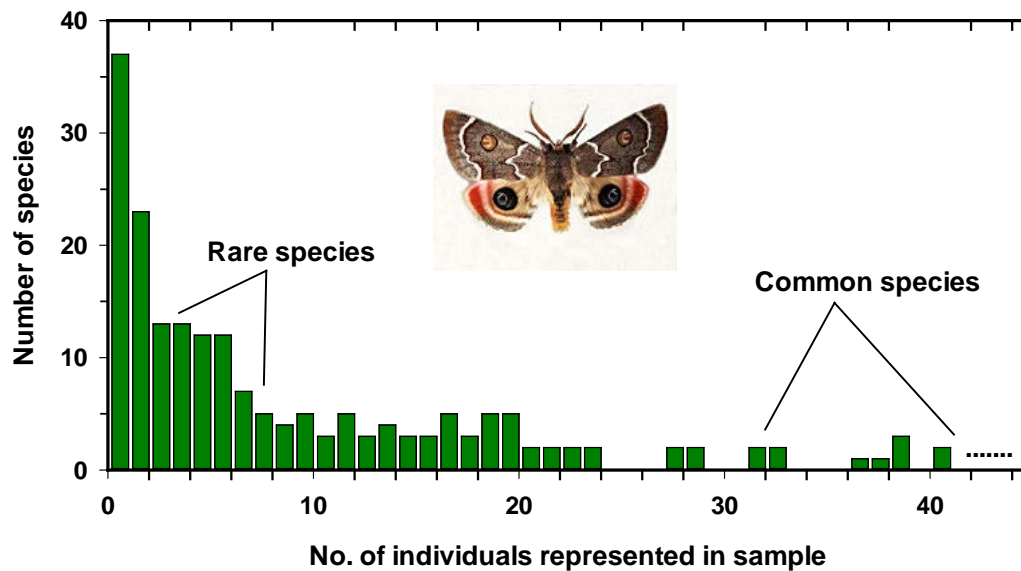 40
30
20
10
0
Number of species
Rare species
Common species
0 10 20 30 40
No. of individuals represented in sample